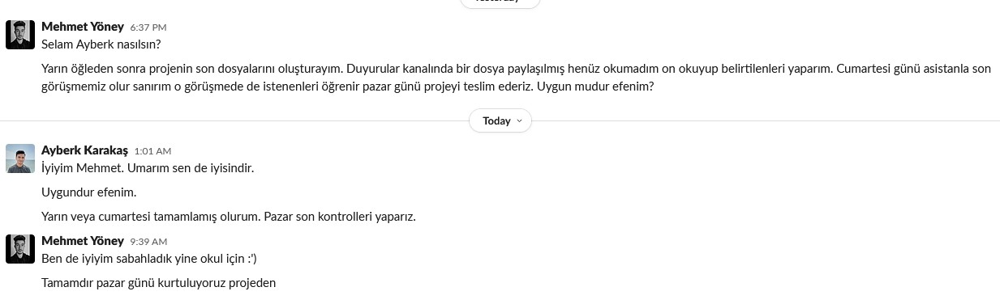 Yesterday
Mehmet Yöney 6:37 PM
Selam Ayberk nasılsın?
Yarın öğleden sonra projenin son dosyalarını oluşturayım. Duyurular kanalında bir dosya paylaşılmış henüz okumadım on okuyup belirtilenleri yaparım. Cumartesi günü asistanla son
görüşmemiz olur sanırım o görüşmede de istenenleri öğrenir pazar günü projeyi teslim ederiz. Uygun mudur efenim?
Today
Ayberk Karakaş 1:01 AM
İyiyim Mehmet. Umarım sen de iyisindir.
Uygundur efenim.
Yarın veya cumartesi tamamlamış olurum. Pazar son kontrolleri yaparız.
Mehmet Yöney 9:39 AM
Ben de iyiyim sabahladık yine okul için :')
Tamamdır pazar günü kurtuluyoruz projeden